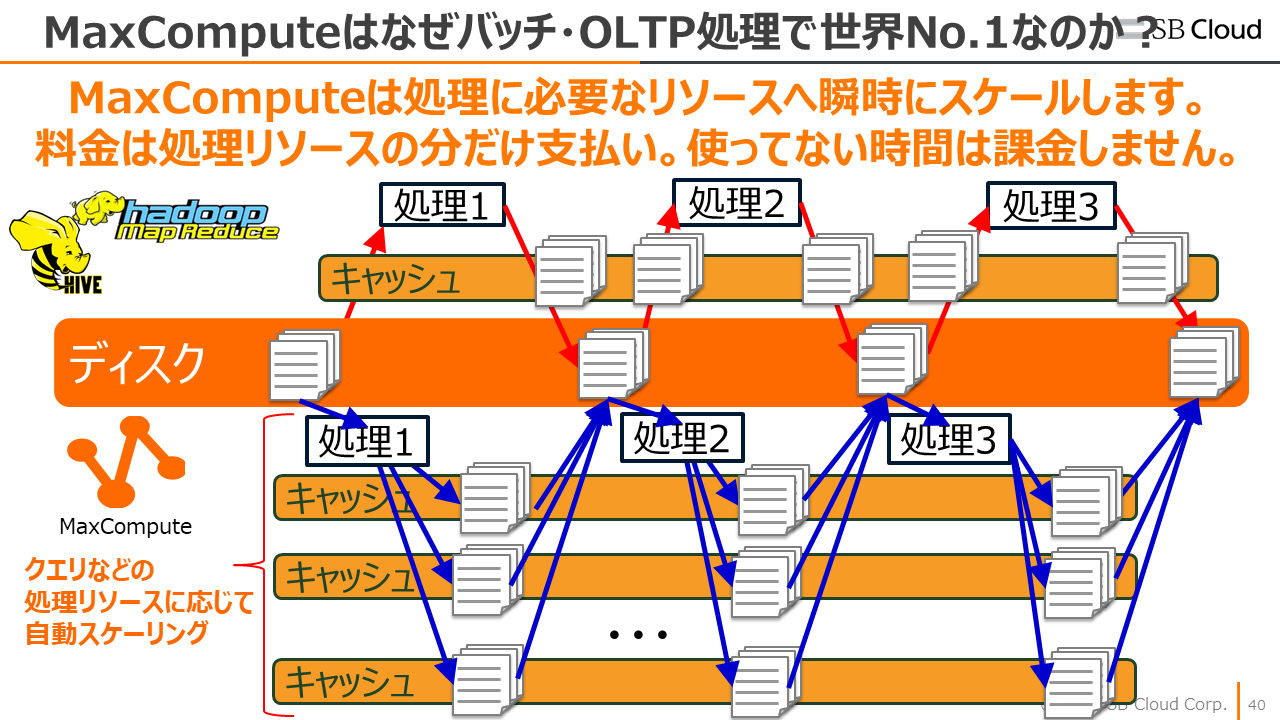 MaxComputeはなぜバッチ・OLTP処理で世界No.1なのか？
SB Cloud
MaxComputeは処理に必要なリソースへ瞬時にスケールします。
料金は処理リソースの分だけ支払い。使ってない時間は課金しません。
hadoop
Map Reduce
HIVE
処理1
処理2
処理3
キャッシュ
ディスク
処理1
処理2
処理3
MaxCompute
キャッシュ
クエリなどの
処理リソースに応じて
自動スケーリング
キャッシュ
・・・
キャッシュ
SB Cloud Corp.
40